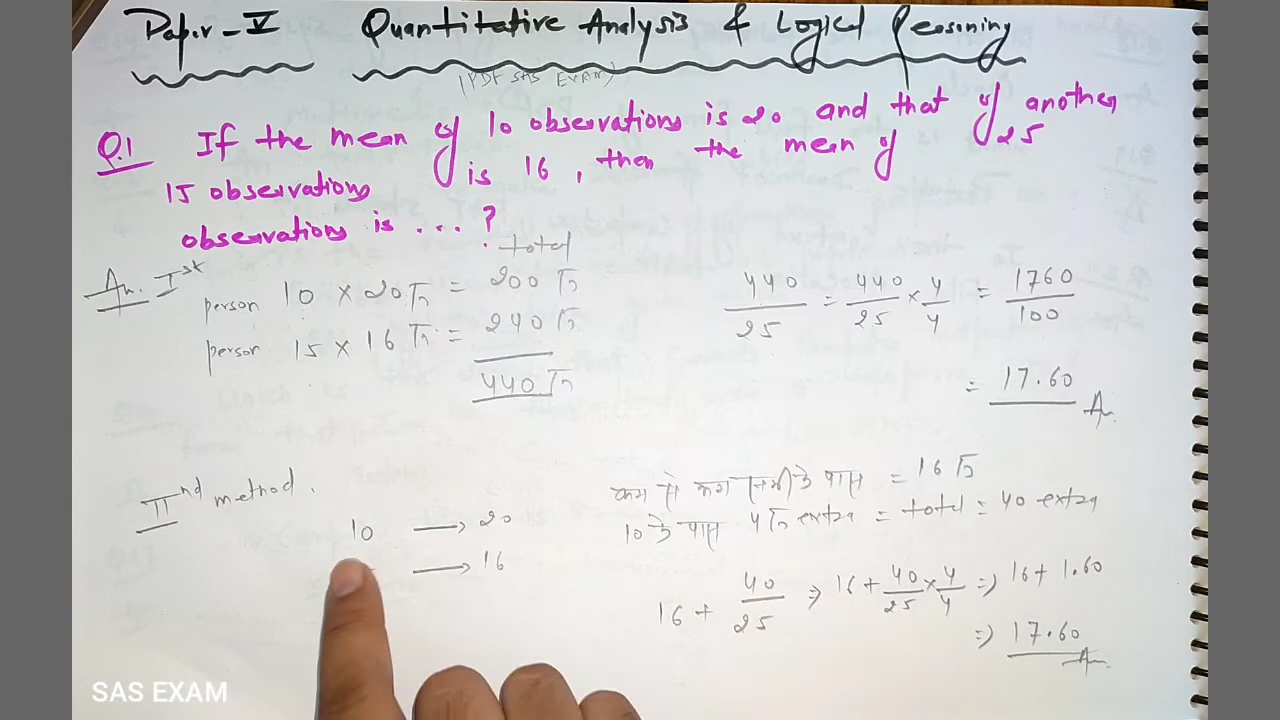 Paper-V Quantitative Analysis & Logical Reasoning
(PDF SAS EXAM)
Q.1 If the mean of 10 observations is 20 and that of another
15 observations is 16, then the mean of 25
observations is ...?
An. Ist
total
person 10 × 20 टॉ = 200 टॉ
person 15 × 16 टॉ = 240 टॉ
440 टॉ
440/25 = 440/25 × 4/4 = 1760/100
= 17.60 A.
IInd method.
10 → 20
→ 16
कम से कम सभी के पास = 16 टॉ
10 के पास 4 टॉ extra = total = 40 extra
16 + 40/25 => 16 + 40/25 × 4/4 => 16 + 1.60
=> 17.60 A.
SAS EXAM